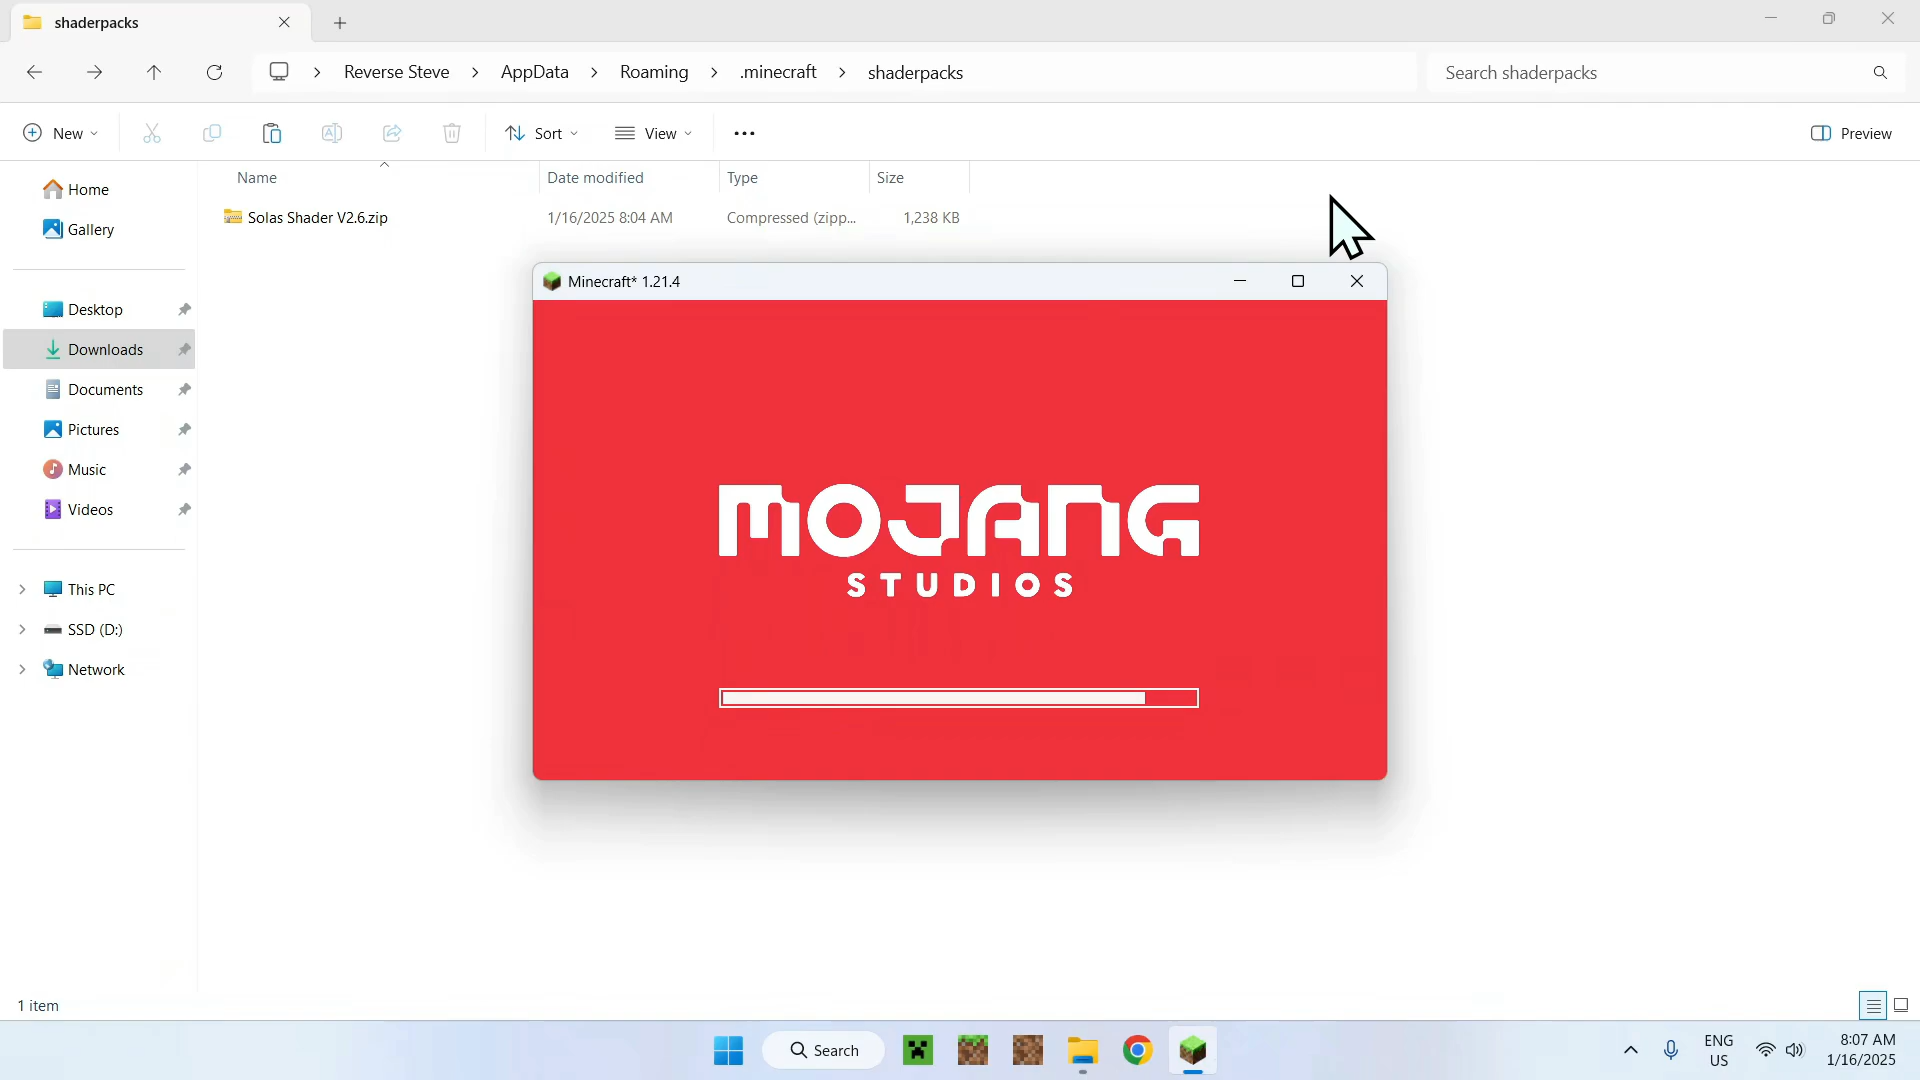 shaderpacks
Reverse Steve > AppData > Roaming > .minecraft > shaderpacks
Search shaderpacks
New
Sort
View
Preview
Name
Date modified
Type
Size
Solas Shader V2.6.zip
1/16/2025 8:04 AM
Compressed (zipp...
1,238 KB
Home
Gallery
Desktop
Downloads
Documents
Pictures
Music
Videos
This PC
SSD (D:)
Network
Minecraft* 1.21.4
MOJANG
STUDIOS
1 item
Search
ENG
US
8:07 AM
1/16/2025